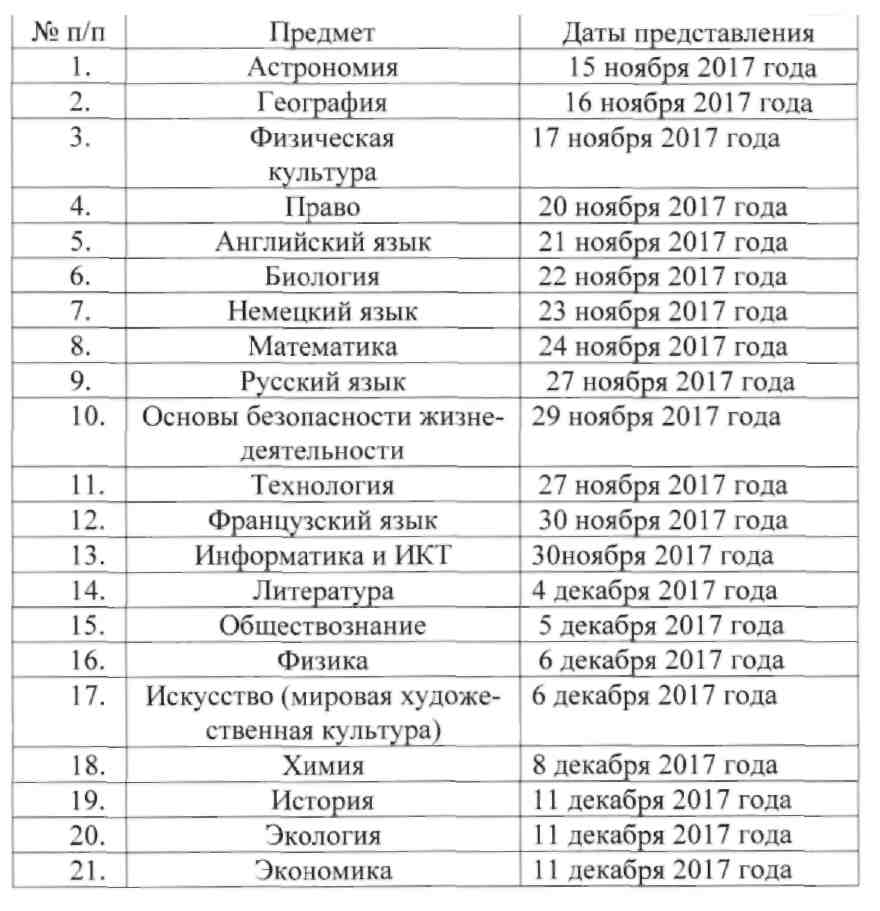 № п/п Предмет Даты представления
1. Астрономия 15 ноября 2017 года
2. География 16 ноября 2017 года
3. Физическая 17 ноября 2017 года
культура
4. Право 20 ноября 2017 года
5. Английский язык 21 ноября 2017 года
6. Биология 22 ноября 2017 года
7. Немецкий язык 23 ноября 2017 года
8. Математика 24 ноября 2017 года
9. Русский язык 27 ноября 2017 года
10. Основы безопасности жизне- 29 ноября 2017 года
деятельности
11. Технология 27 ноября 2017 года
12. Французский язык 30 ноября 2017 года
13. Информатика и ИКТ 30ноября 2017 года
14. Литература 4 декабря 2017 года
15. Обществознание 5 декабря 2017 года
16. Физика 6 декабря 2017 года
17. Искусство (мировая художе- 6 декабря 2017 года
ственная культура)
18. Химия 8 декабря 2017 года
19. История 11 декабря 2017 года
20. Экология 11 декабря 2017 года
21. Экономика 11 декабря 2017 года